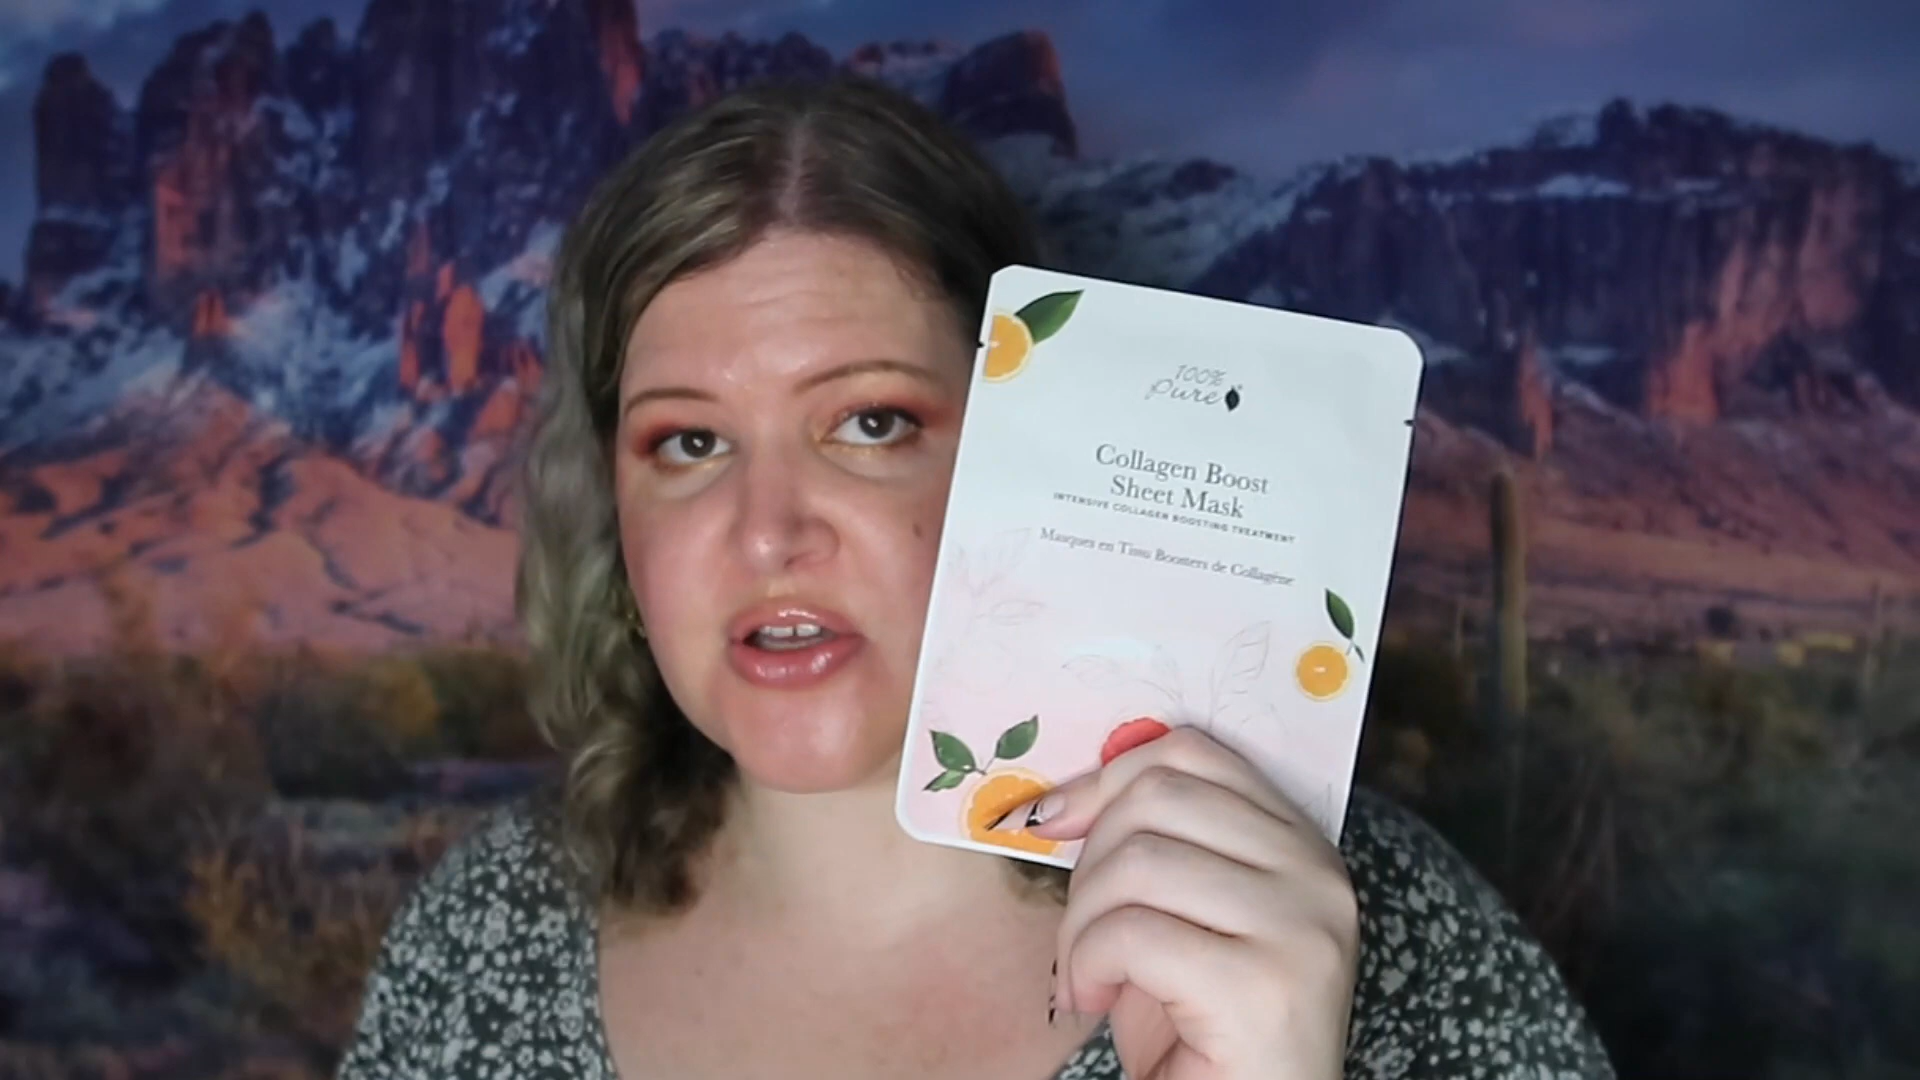 100%
Pure
Collagen Boost
Sheet Mask
INTENSIVE COLLAGEN BOOSTING TREATMENT
Masques en Tissu Boosters de Collagène